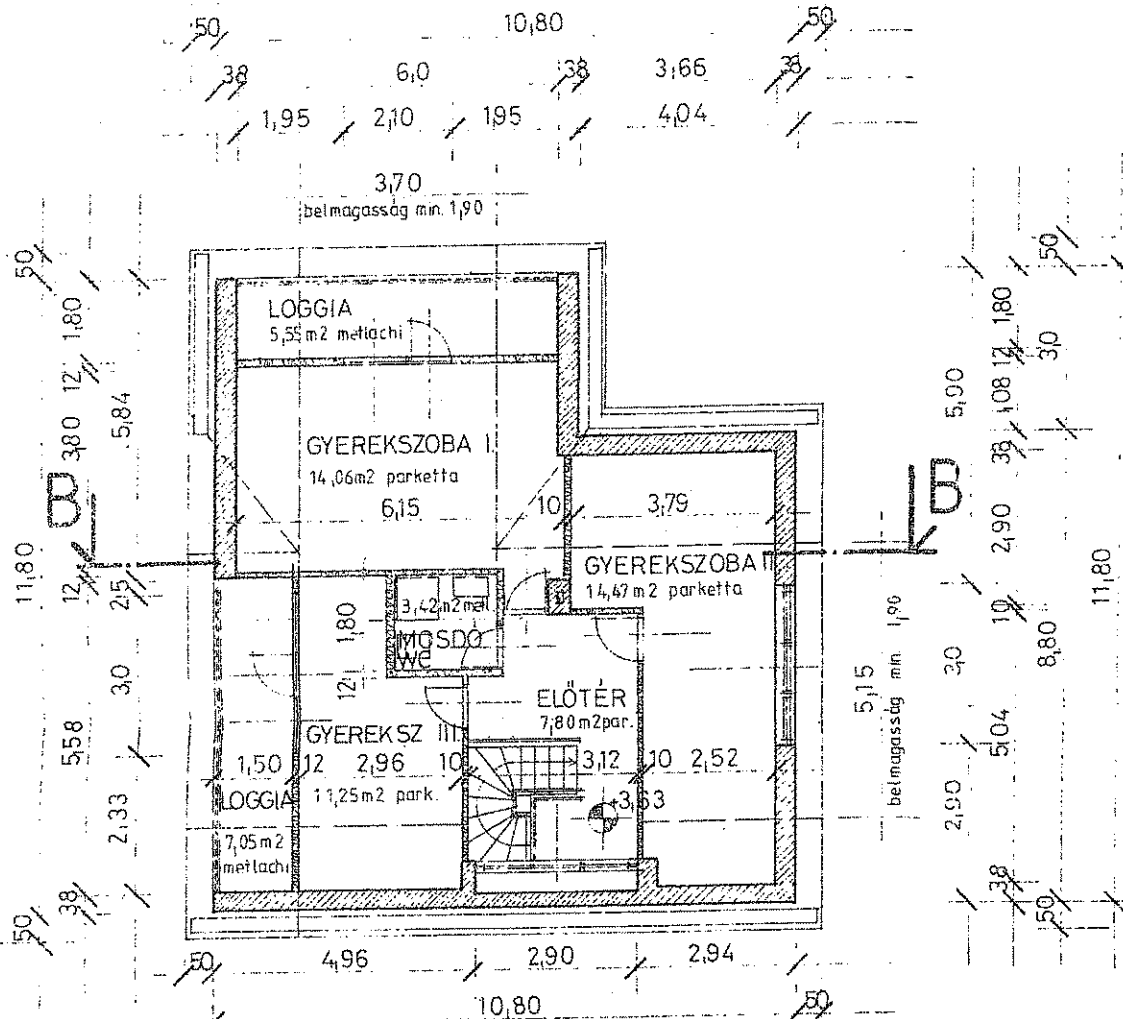 50 10,80 50
38 6,0 38 3,66 38
1,95 2,10 1,95 4,04
3,70
belmagasság min. 1,90
50
1,80
12
3,80
5,84
11,80
12
2,5
3,0
5,58
2,33
38
50
LOGGIA
5,55 m2 metlachi
GYEREKSZOBA I.
14,06m2 parketta
6,15 10 3,79
B B
GYEREKSZOBA II
14,47 m2 parketta
3,42 m2 met.
MOSDÓ
WC
1,80
12
ELŐTÉR
7,80 m2 par.
GYEREKSZ III.
1,50 12 2,96 10 3,12 10 2,52
11,25 m2 park.
+3,63
LOGGIA
7,05 m2
metlachi
50
1,80
12
3,0
1,08
5,90
38
2,90
10
11,80
8,80
3,0
5,04
2,90
38
50
5,15
belmagasság min 1,90
50 4,96 2,90 2,94
10,80 50